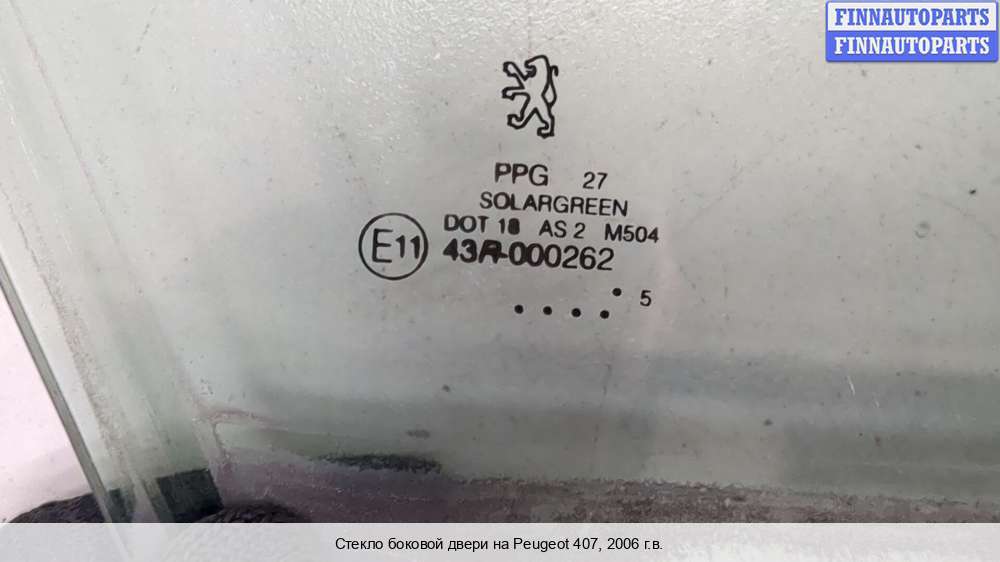 FINNAUTOPARTS
FINNAUTOPARTS
PPG 27
SOLARGREEN
DOT 18 AS 2 M504
E11 43R-000262
5
Стекло боковой двери на Peugeot 407, 2006 г.в.